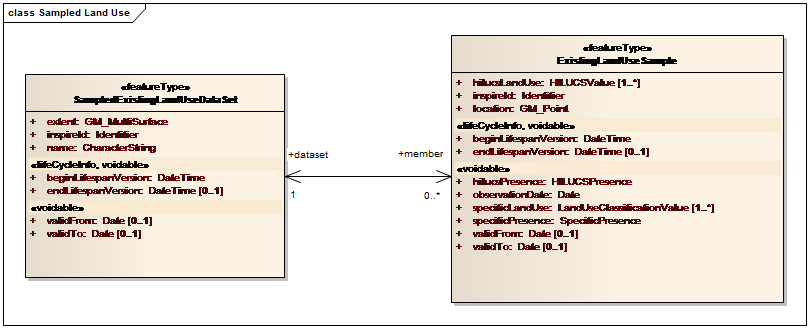 class Sampled Land Use
«featureType»
SampledExistingLandUseDataSet
+ extent: GM_MultiSurface
+ inspireId: Identifier
+ name: CharacterString
«lifeCycleInfo, voidable»
+ beginLifespanVersion: DateTime
+ endLifespanVersion: DateTime [0..1]
«voidable»
+ validFrom: Date [0..1]
+ validTo: Date [0..1]
+dataset
1
+member
0..*
«featureType»
ExistingLandUseSample
+ hilucsLandUse: HILUCSValue [1..*]
+ inspireId: Identifier
+ location: GM_Point
«lifeCycleInfo, voidable»
+ beginLifespanVersion: DateTime
+ endLifespanVersion: DateTime [0..1]
«voidable»
+ hilucsPresence: HILUCSPresence
+ observationDate: Date
+ specificLandUse: LandUseClassificationValue [1..*]
+ specificPresence: SpecificPresence
+ validFrom: Date [0..1]
+ validTo: Date [0..1]